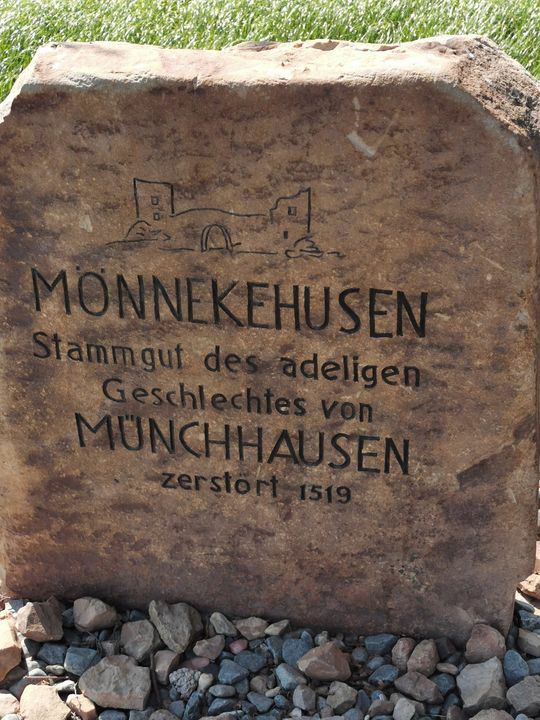 MÖNNEKEHUSEN
Stammgut des adeligen
Geschlechtes von
MÜNCHHAUSEN
zerstört 1519